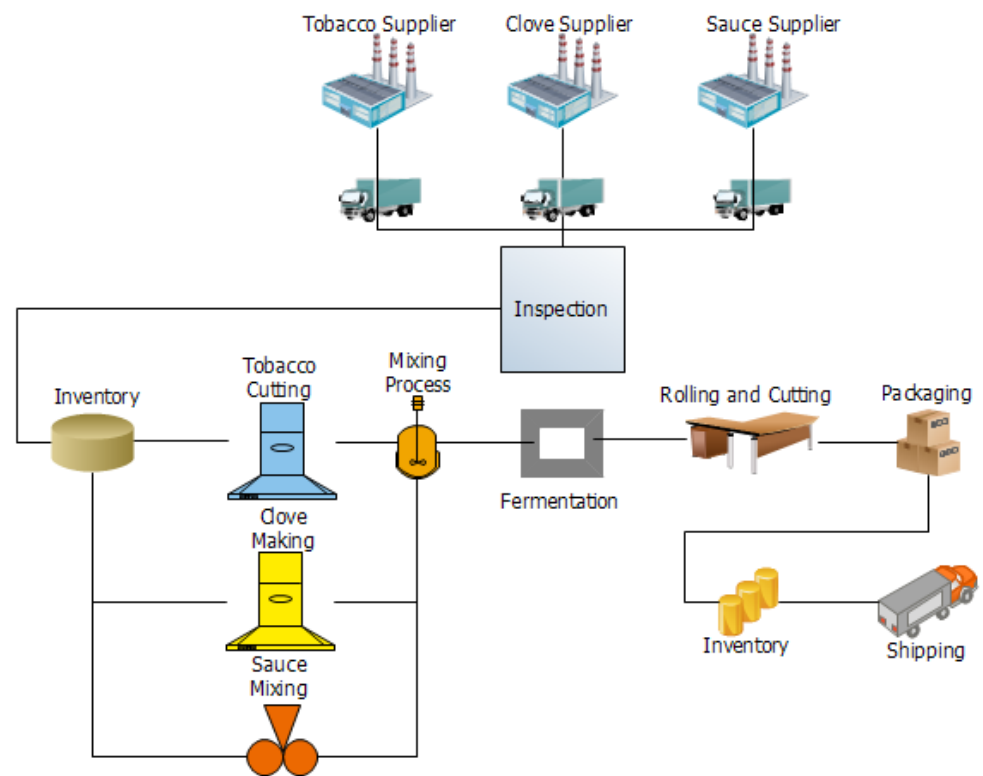 Tobacco Supplier
Clove Supplier
Sauce Supplier
Inspection
Inventory
Tobacco
Cutting
Mixing
Process
Fermentation
Rolling and Cutting
Packaging
Clove
Making
Sauce
Mixing
Inventory
Shipping